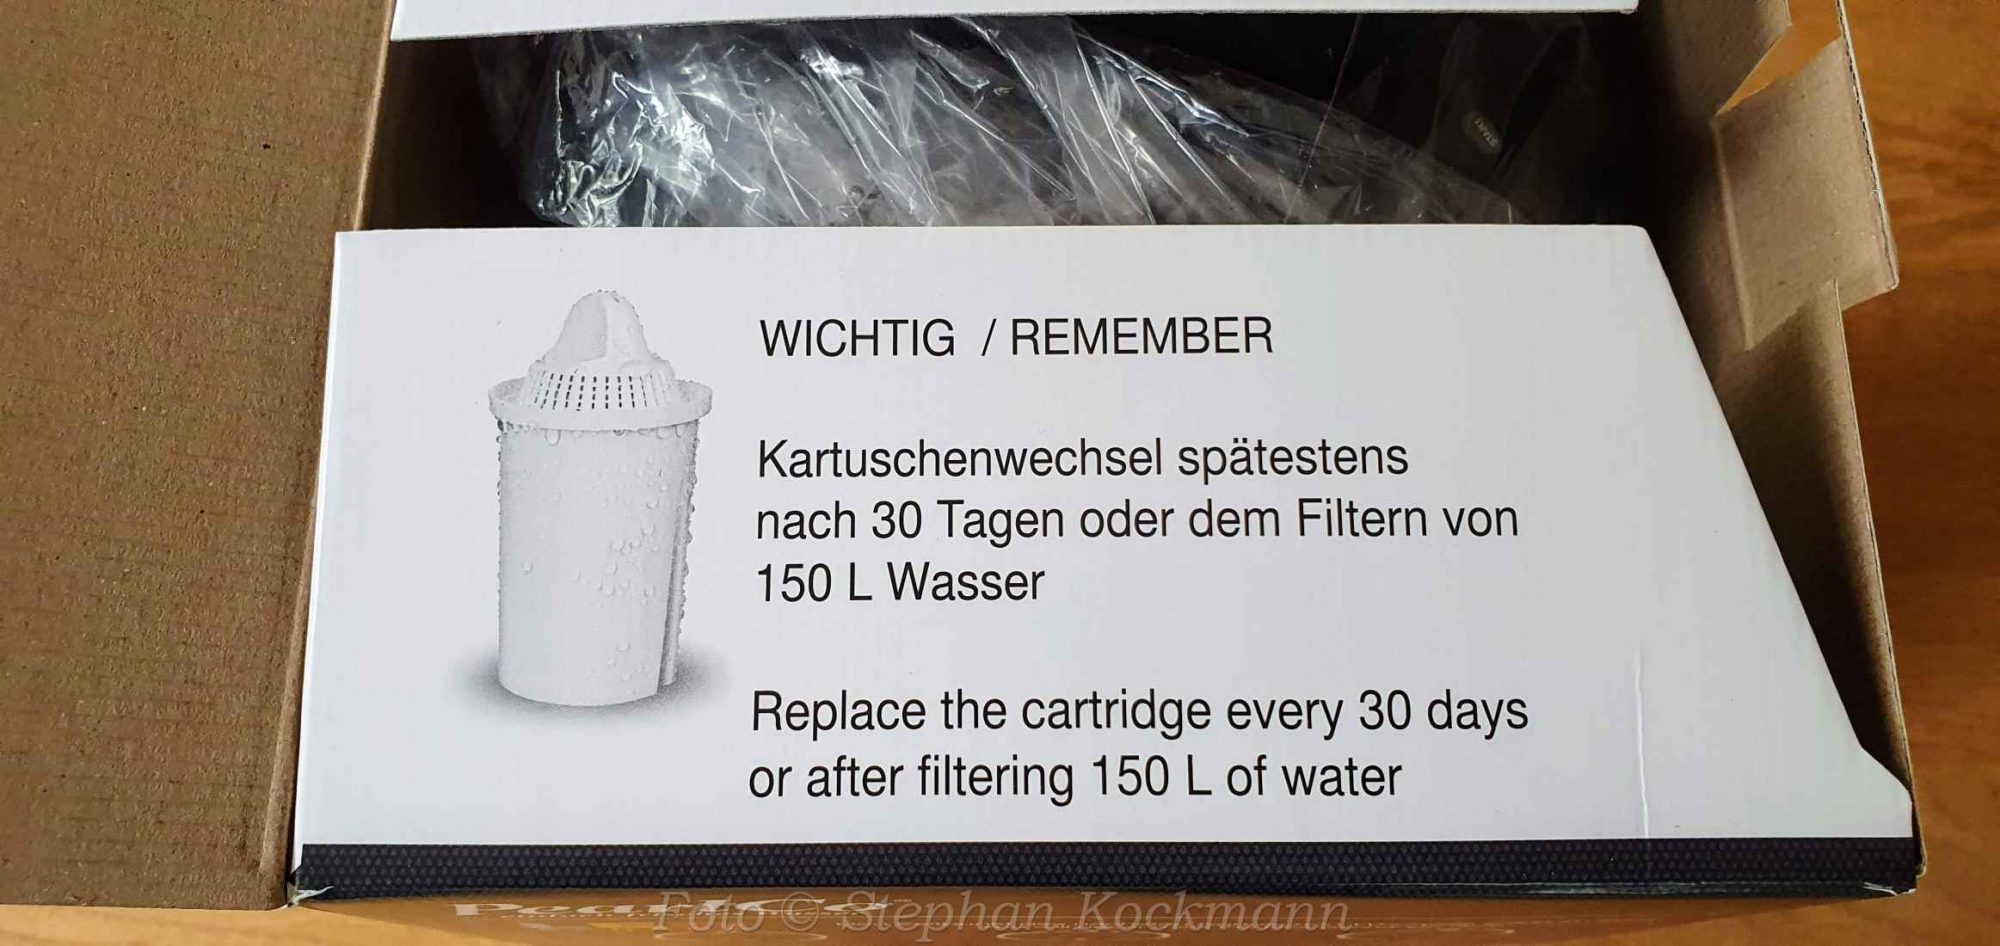 START
WICHTIG / REMEMBER
Kartuschenwechsel spätestens
nach 30 Tagen oder dem Filtern von
150 L Wasser
Replace the cartridge every 30 days
or after filtering 150 L of water
Foto © Stephan Kockmann